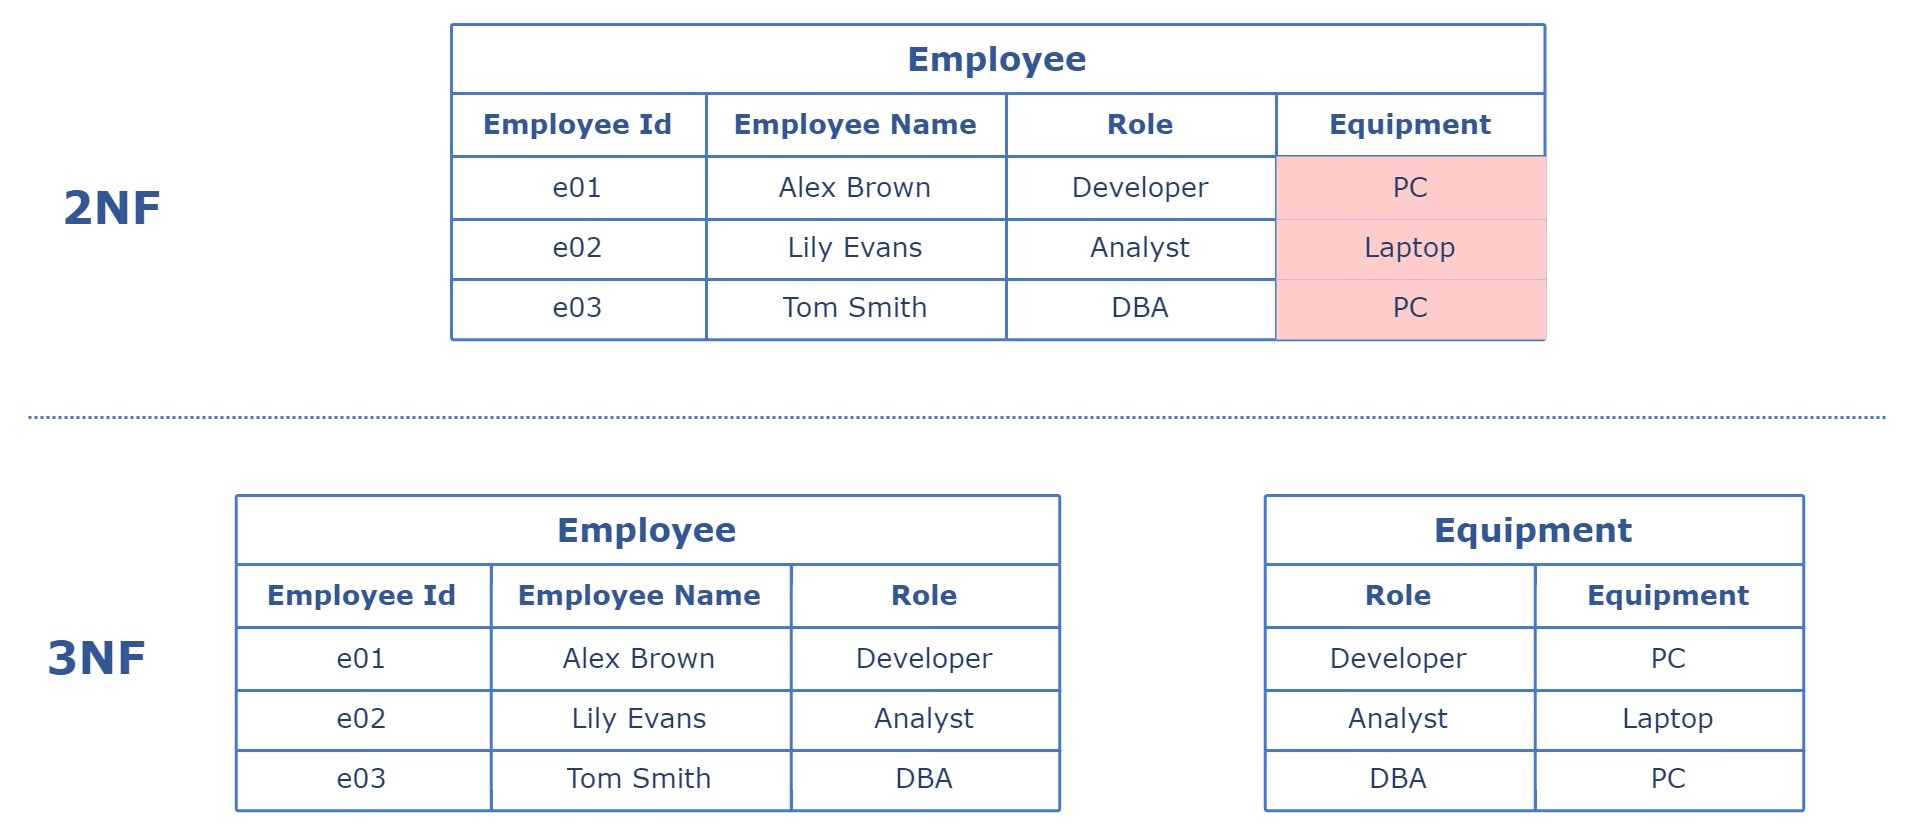 Employee
Employee Id Employee Name Role Equipment
e01 Alex Brown Developer PC
2NF
e02 Lily Evans Analyst Laptop
e03 Tom Smith DBA PC
Employee
Employee Id Employee Name Role
e01 Alex Brown Developer
3NF
e02 Lily Evans Analyst
e03 Tom Smith DBA
Equipment
Role Equipment
Developer PC
Analyst Laptop
DBA PC